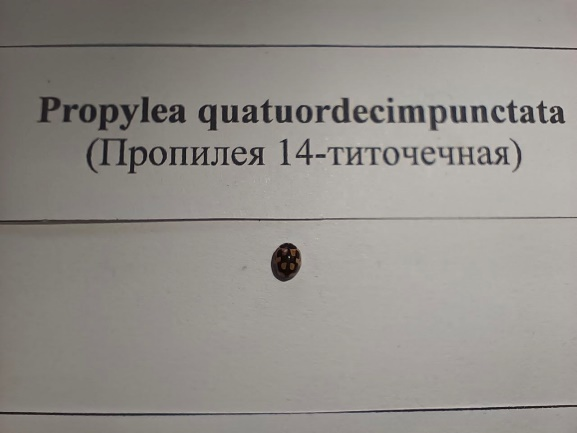 Propylea quatuordecimpunctata
(Пропилея 14-титочечная)